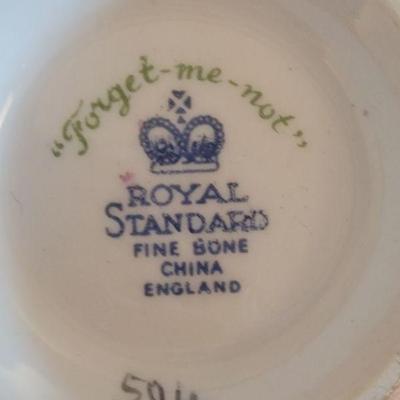 "Forget-me-not"
ROYAL
STANDARD
FINE BONE
CHINA
ENGLAND